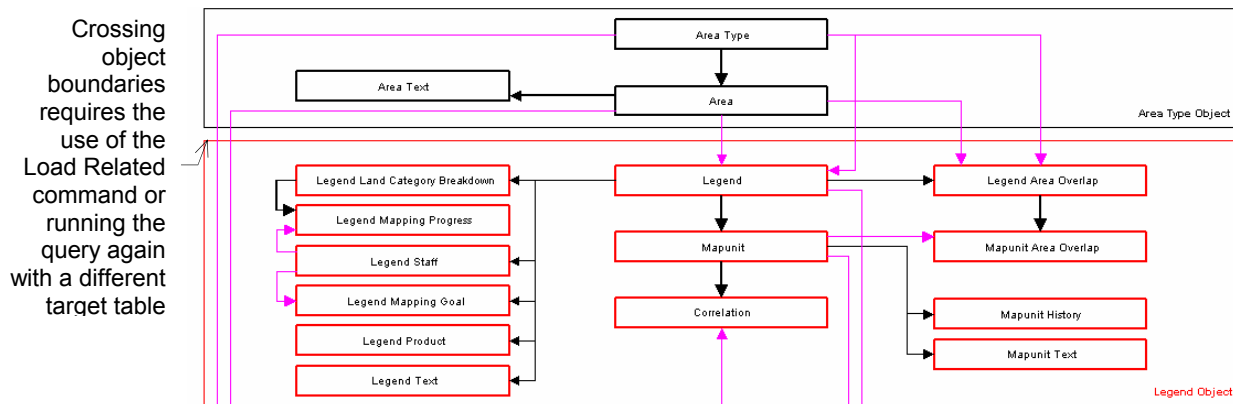 Crossing
object
boundaries
requires the
use of the
Load Related
command or
running the
query again
with a different
target table
Area Type
Area Text
Area
Area Type Object
Legend Land Category Breakdown
Legend
Legend Area Overlap
Legend Mapping Progress
Mapunit
Mapunit Area Overlap
Legend Staff
Legend Mapping Goal
Correlation
Mapunit History
Legend Product
Mapunit Text
Legend Text
Legend Object